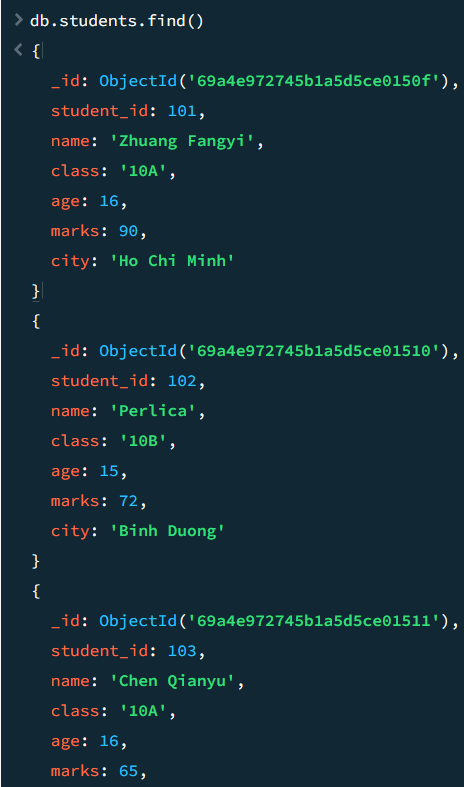 > db.students.find()
< {
_id: ObjectId('69a4e972745b1a5d5ce0150f'),
student_id: 101,
name: 'Zhuang Fangyi',
class: '10A',
age: 16,
marks: 90,
city: 'Ho Chi Minh'
}
{
_id: ObjectId('69a4e972745b1a5d5ce01510'),
student_id: 102,
name: 'Perlica',
class: '10B',
age: 15,
marks: 72,
city: 'Binh Duong'
}
{
_id: ObjectId('69a4e972745b1a5d5ce01511'),
student_id: 103,
name: 'Chen Qianyu',
class: '10A',
age: 16,
marks: 65,